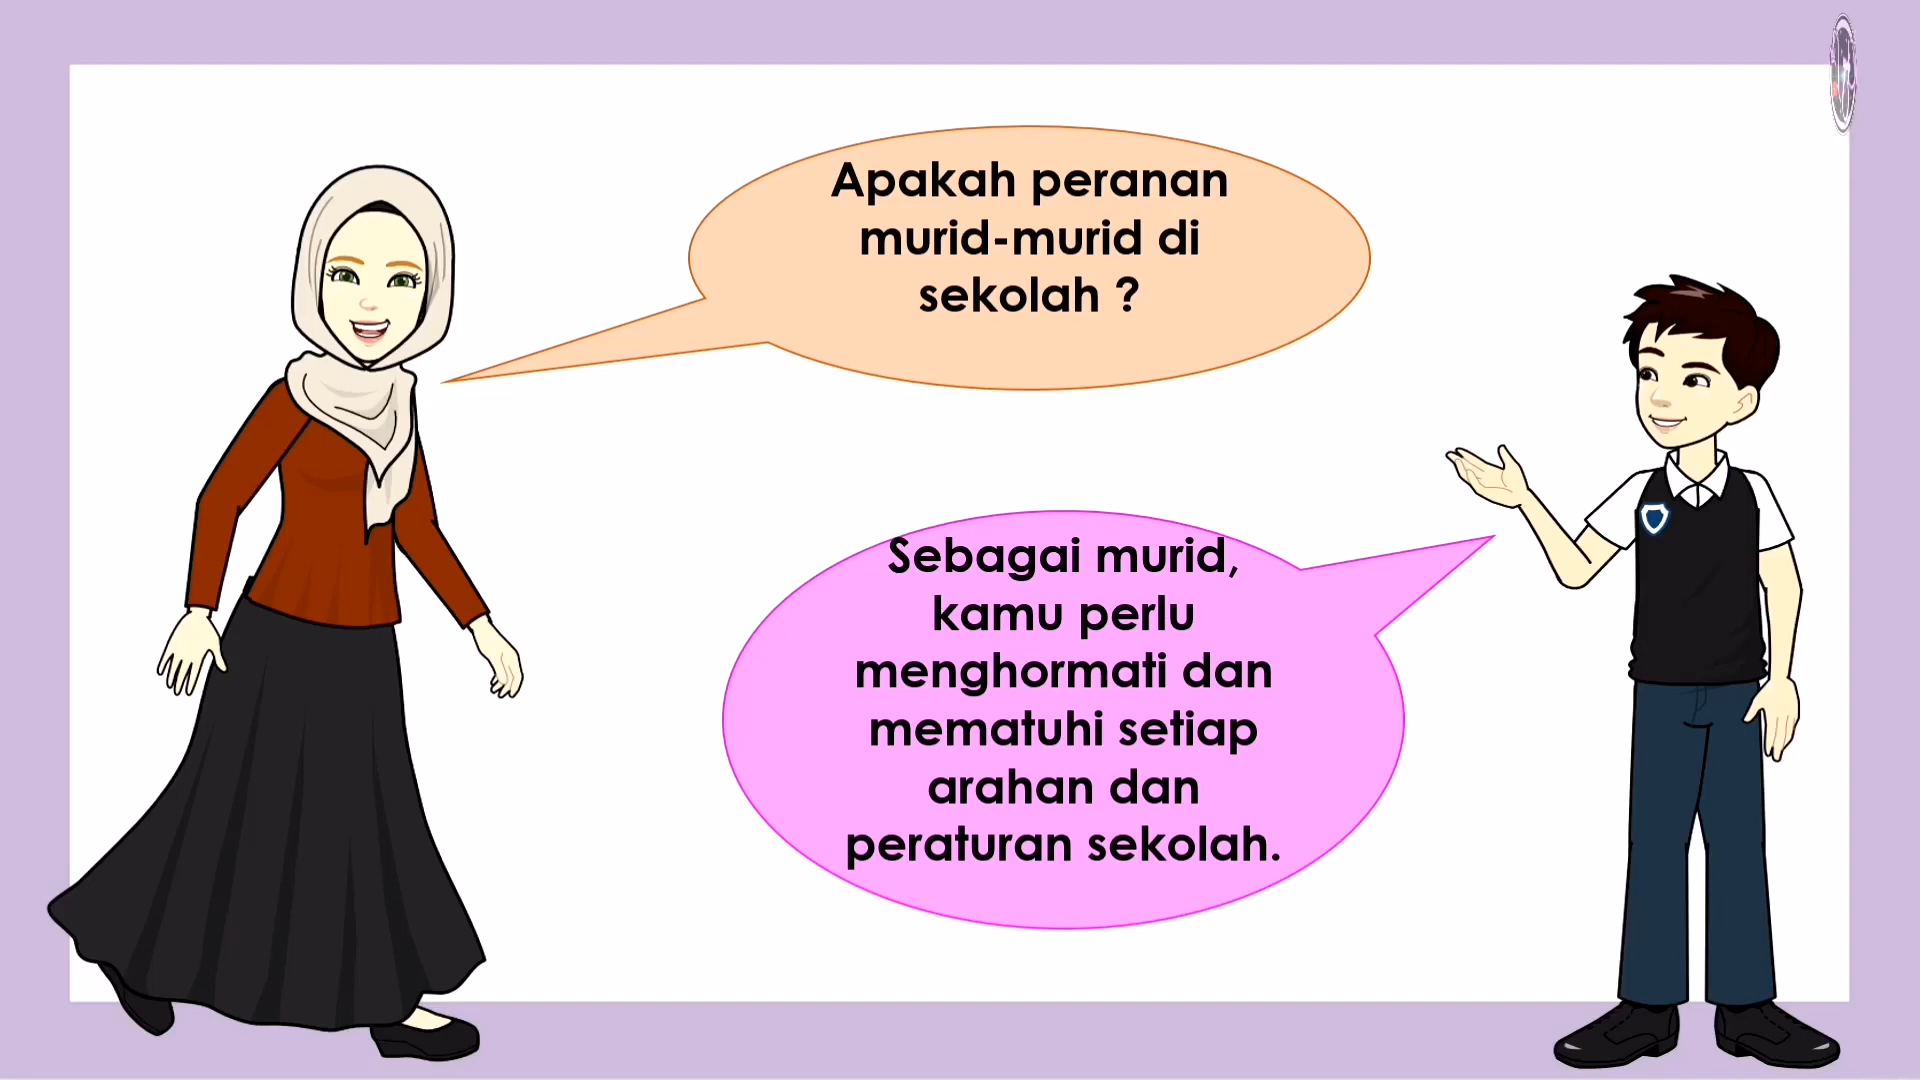 Apakah peranan
murid-murid di
sekolah ?
Sebagai murid,
kamu perlu
menghormati dan
mematuhi setiap
arahan dan
peraturan sekolah.